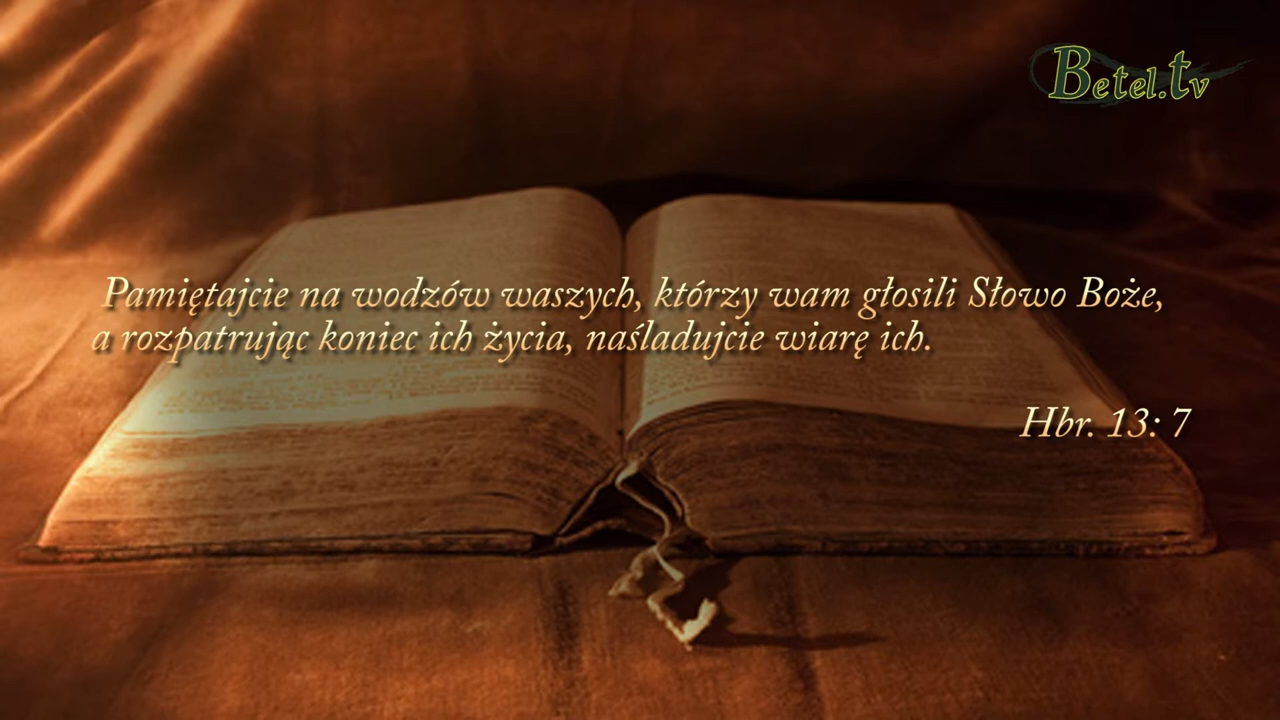 Betel.tv
Pamiętajcie na wodzów waszych, którzy wam głosili Słowo Boże,
a rozpatrując koniec ich życia, naśladujcie wiarę ich.
Hbr. 13: 7